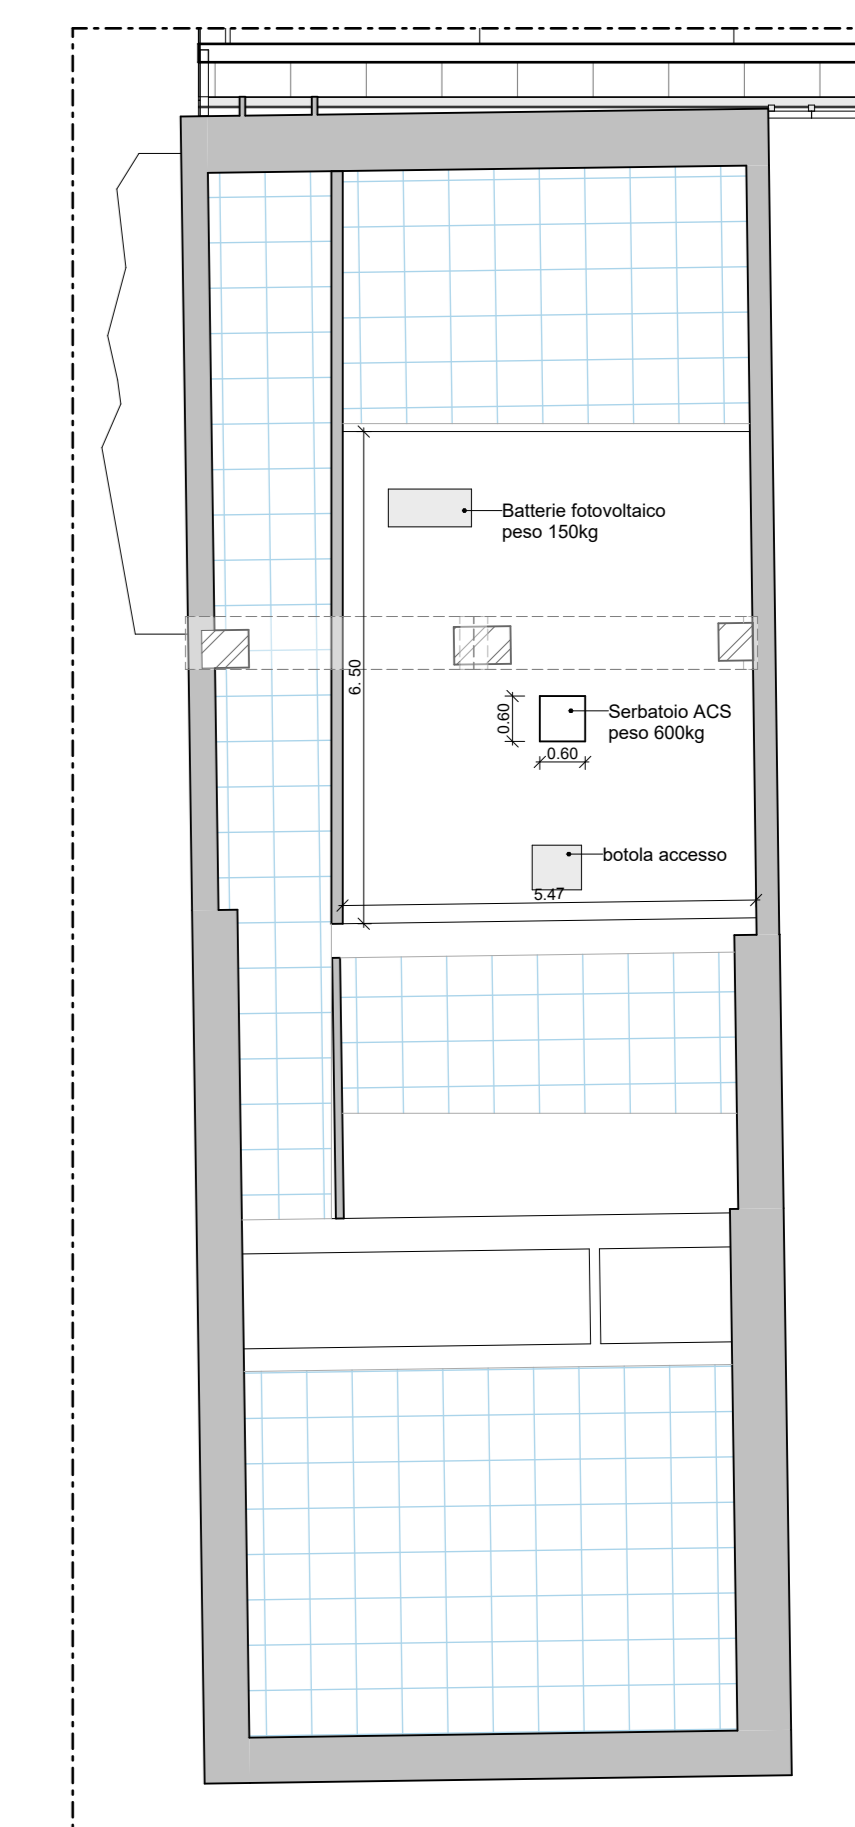 Batterie fotovoltaico
peso 150kg
6.50
0.60
Serbatoio ACS
peso 600kg
0.60
botola accesso
5.47